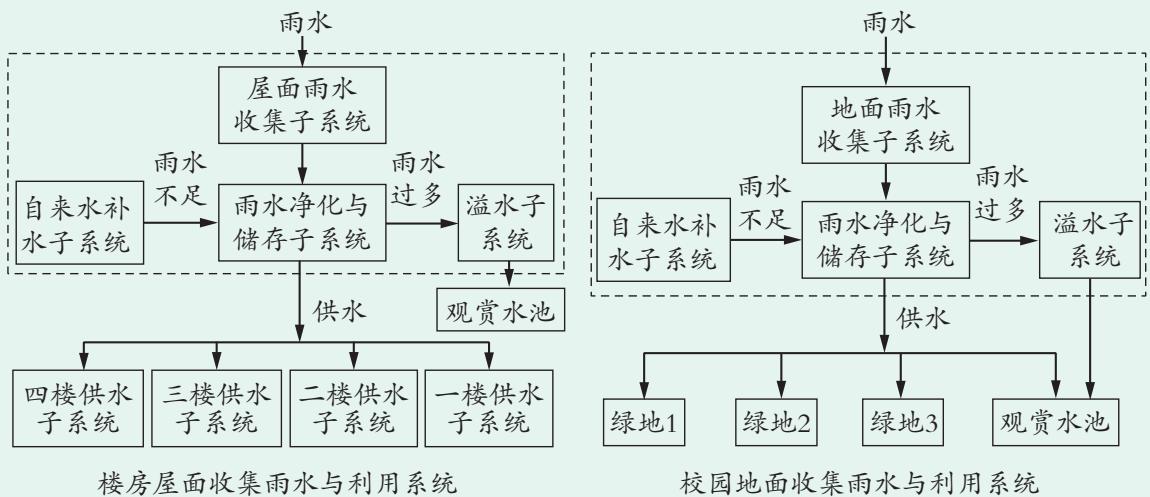 雨水
屋面雨水
收集子系统
雨水
不足
雨水
过多
自来水补
水子系统
雨水净化与
储存子系统
溢水子
系统
供水
观赏水池
四楼供水
子系统
三楼供水
子系统
二楼供水
子系统
一楼供水
子系统
楼房屋面收集雨水与利用系统
雨水
地面雨水
收集子系统
雨水
不足
雨水
过多
自来水补
水子系统
雨水净化与
储存子系统
溢水子
系统
供水
绿地1
绿地2
绿地3
观赏水池
校园地面收集雨水与利用系统